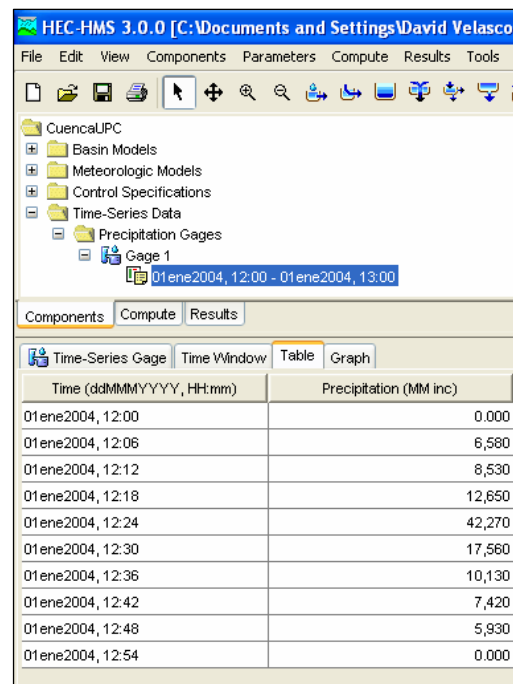 HEC-HMS 3.0.0 [C:\Documents and Settings\David Velasco
File Edit View Components Parameters Compute Results Tools
CuencaUPC
Basin Models
Meteorologic Models
Control Specifications
Time-Series Data
Precipitation Gages
Gage 1
01ene2004, 12:00 - 01ene2004, 13:00
Components Compute Results
Time-Series Gage Time Window Table Graph
Time (ddMMMYYYY, HH:mm) Precipitation (MM inc)
01ene2004, 12:00 0.000
01ene2004, 12:06 6,580
01ene2004, 12:12 8,530
01ene2004, 12:18 12,650
01ene2004, 12:24 42,270
01ene2004, 12:30 17,560
01ene2004, 12:36 10,130
01ene2004, 12:42 7,420
01ene2004, 12:48 5,930
01ene2004, 12:54 0.000